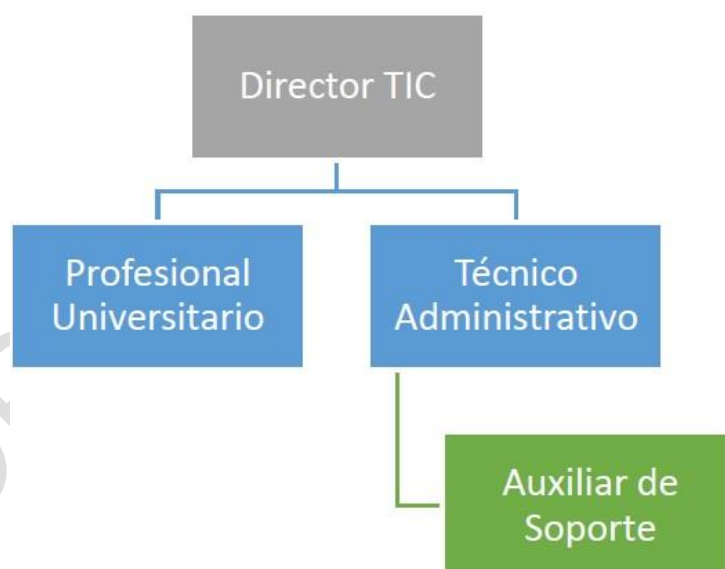 Director TIC
Profesional
Universitario
Técnico
Administrativo
Auxiliar de
Soporte